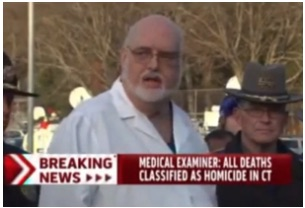 BREAKING
NEWS
MEDICAL EXAMINER: ALL DEATHS
CLASSIFIED AS HOMICIDE IN CT